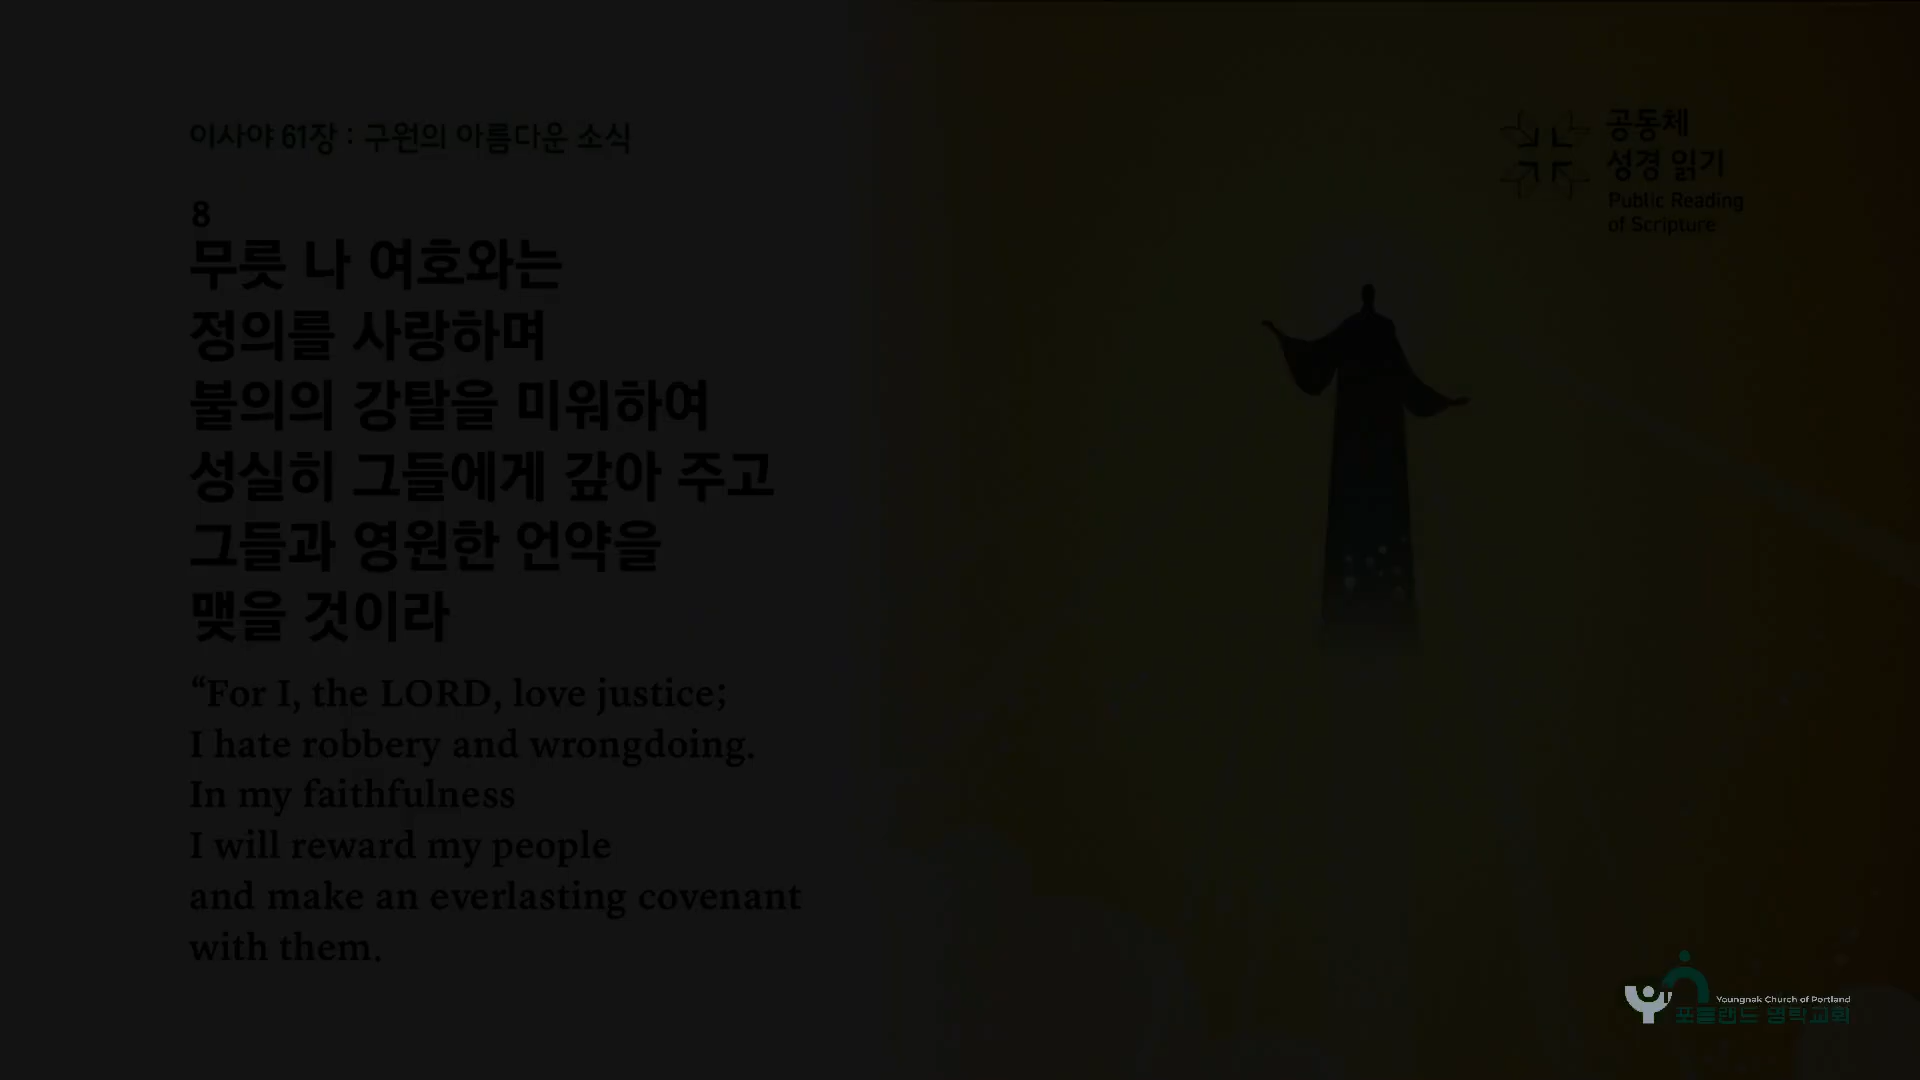 이사야 61장 : 구원의 아름다운 소식
8
무릇 나 여호와는
정의를 사랑하며
불의의 강탈을 미워하여
성실히 그들에게 갚아 주고
그들과 영원한 언약을
맺을 것이라
“For I, the LORD, love justice;
I hate robbery and wrongdoing.
In my faithfulness
I will reward my people
and make an everlasting covenant
with them.
공동체
성경 읽기
Public Reading
of Scripture
Youngnak Church of Portland
포틀랜드 영락교회